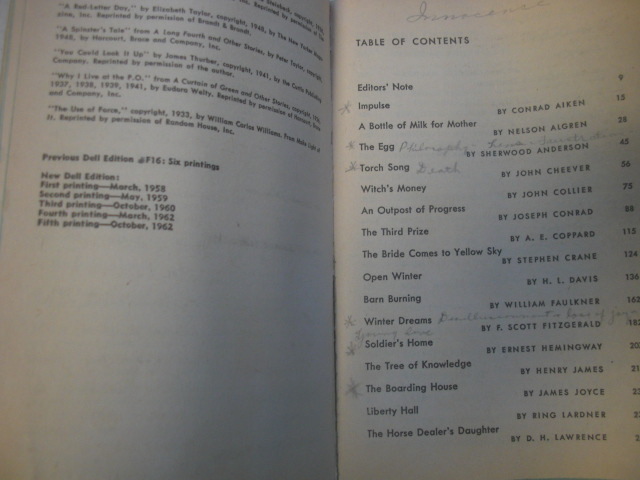 "A Red-Letter Day," by Elizabeth Taylor, copyright, 1948, by The New Yorker Magazine, Inc. Reprinted by permission of Brandt & Brandt.
"A Spinster's Tale" from A Long Fourth and Other Stories, by Peter Taylor, copyright, 1948, by Harcourt, Brace and Company, Inc.
"You Could Look It Up" by James Thurber, copyright, 1941, by the Curtis Publishing
Company. Reprinted by permission of the author.
"Why I Live at the P.O." from A Curtain of Green and Other Stories, copyright,
1937, 1938, 1939, 1941, by Eudora Welty. Reprinted by permission of Harcourt, Brace
and Company, Inc.
"The Use of Force," copyright, 1933, by William Carlos Williams. From Make Light of
It. Reprinted by permission of Random House, Inc.
Previous Dell Edition #F16: Six printings
New Dell Edition:
First printing—March, 1958
Second printing—May, 1959
Third printing—October, 1960
Fourth printing—March, 1962
Fifth printing—October, 1962
Innocence
TABLE OF CONTENTS
Editors' Note 9
* Impulse BY CONRAD AIKEN 15
A Bottle of Milk for Mother BY NELSON ALGREN 28
* The Egg Philosophy BY SHERWOOD ANDERSON 45
* Torch Song Death BY JOHN CHEEVER 56
Witch's Money BY JOHN COLLIER 75
An Outpost of Progress BY JOSEPH CONRAD 88
The Third Prize BY A. E. COPPARD 115
The Bride Comes to Yellow Sky BY STEPHEN CRANE 124
Open Winter BY H. L. DAVIS 136
Barn Burning BY WILLIAM FAULKNER 162
* Winter Dreams Disillusionment & loss of BY F. SCOTT FITZGERALD 182
young love
* Soldier's Home BY ERNEST HEMINGWAY
The Tree of Knowledge BY HENRY JAMES
* The Boarding House BY JAMES JOYCE
Liberty Hall BY RING LARDNER
The Horse Dealer's Daughter BY D. H. LAWRENCE